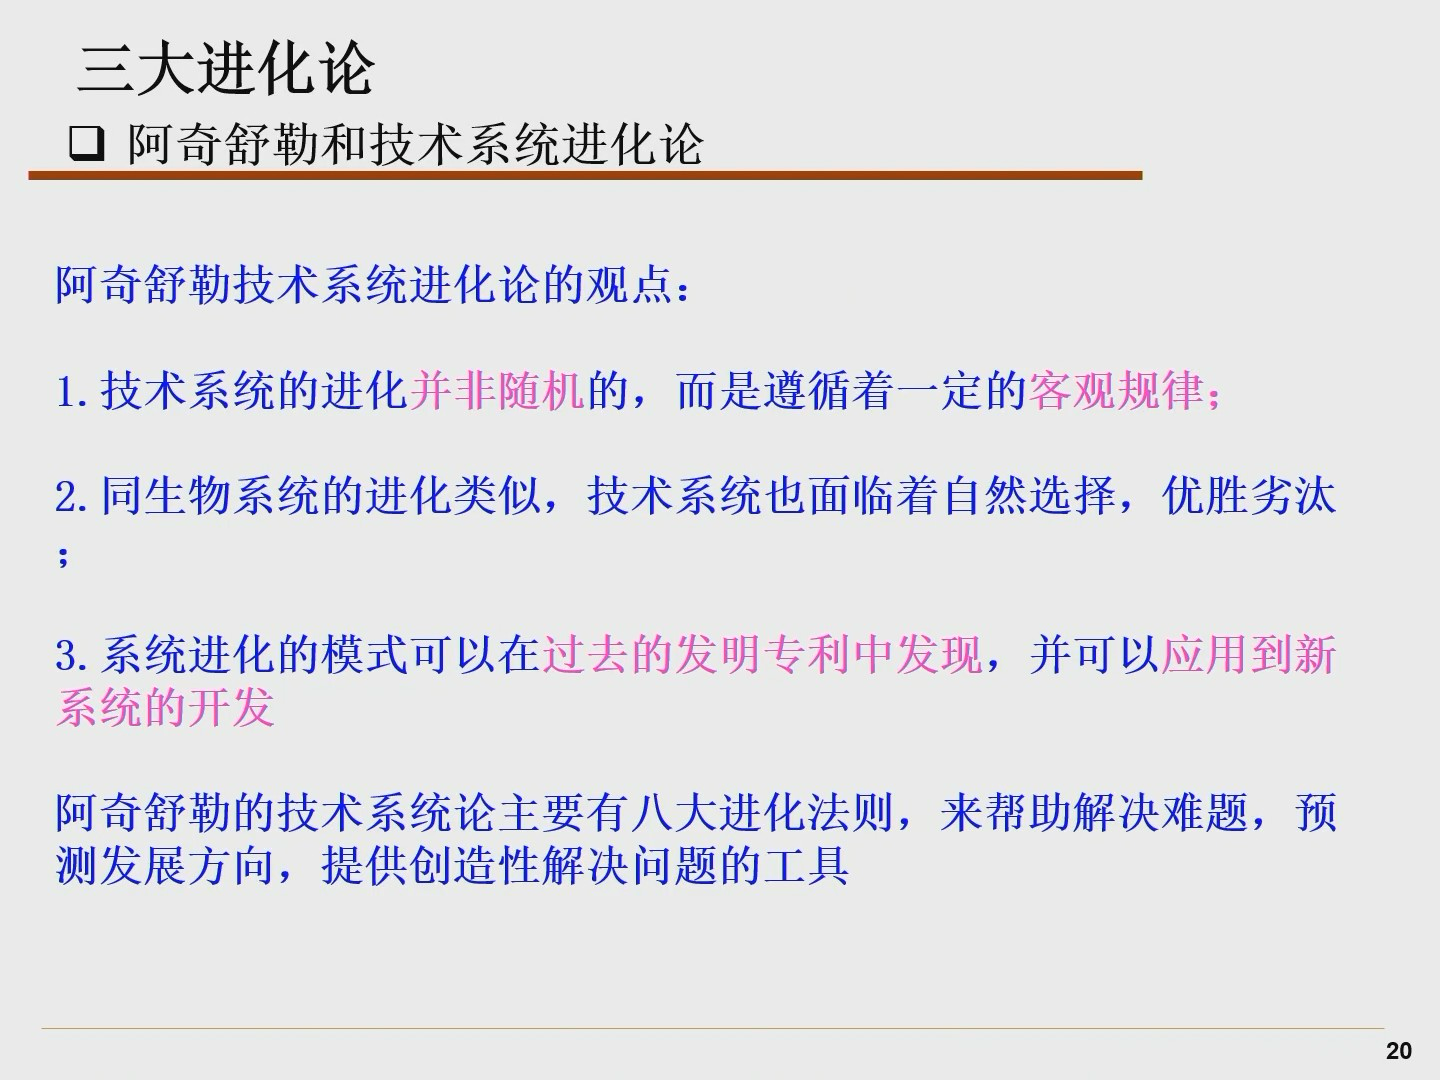 三大进化论
❑ 阿奇舒勒和技术系统进化论
阿奇舒勒技术系统进化论的观点：
1.技术系统的进化并非随机的，而是遵循着一定的客观规律；
2.同生物系统的进化类似，技术系统也面临着自然选择，优胜劣汰
；
3.系统进化的模式可以在过去的发明专利中发现，并可以应用到新
系统的开发
阿奇舒勒的技术系统论主要有八大进化法则，来帮助解决难题，预
测发展方向，提供创造性解决问题的工具
20